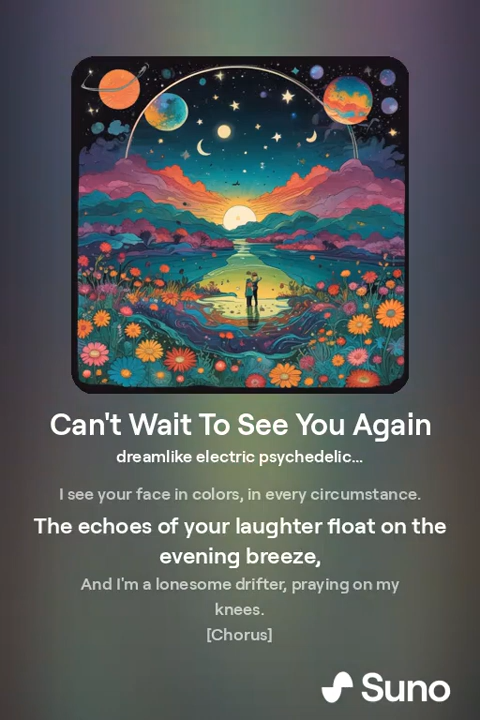 Can't Wait To See You Again
dreamlike electric psychedelic...
I see your face in colors, in every circumstance.
The echoes of your laughter float on the
evening breeze,
And I'm a lonesome drifter, praying on my
knees.
[Chorus]
Suno